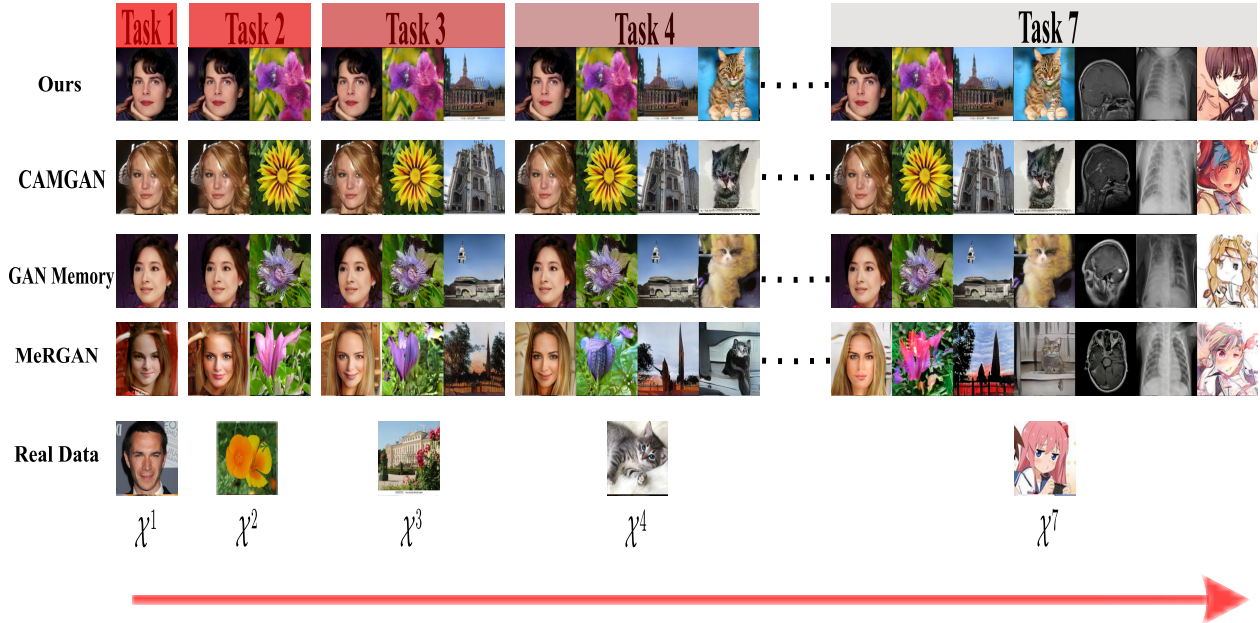 Task 1 Task 2 Task 3 Task 4 Task 7
Ours
CAMGAN
GAN Memory
MeRGAN
Real Data
χ¹ χ² χ³ χ⁴ χ⁷